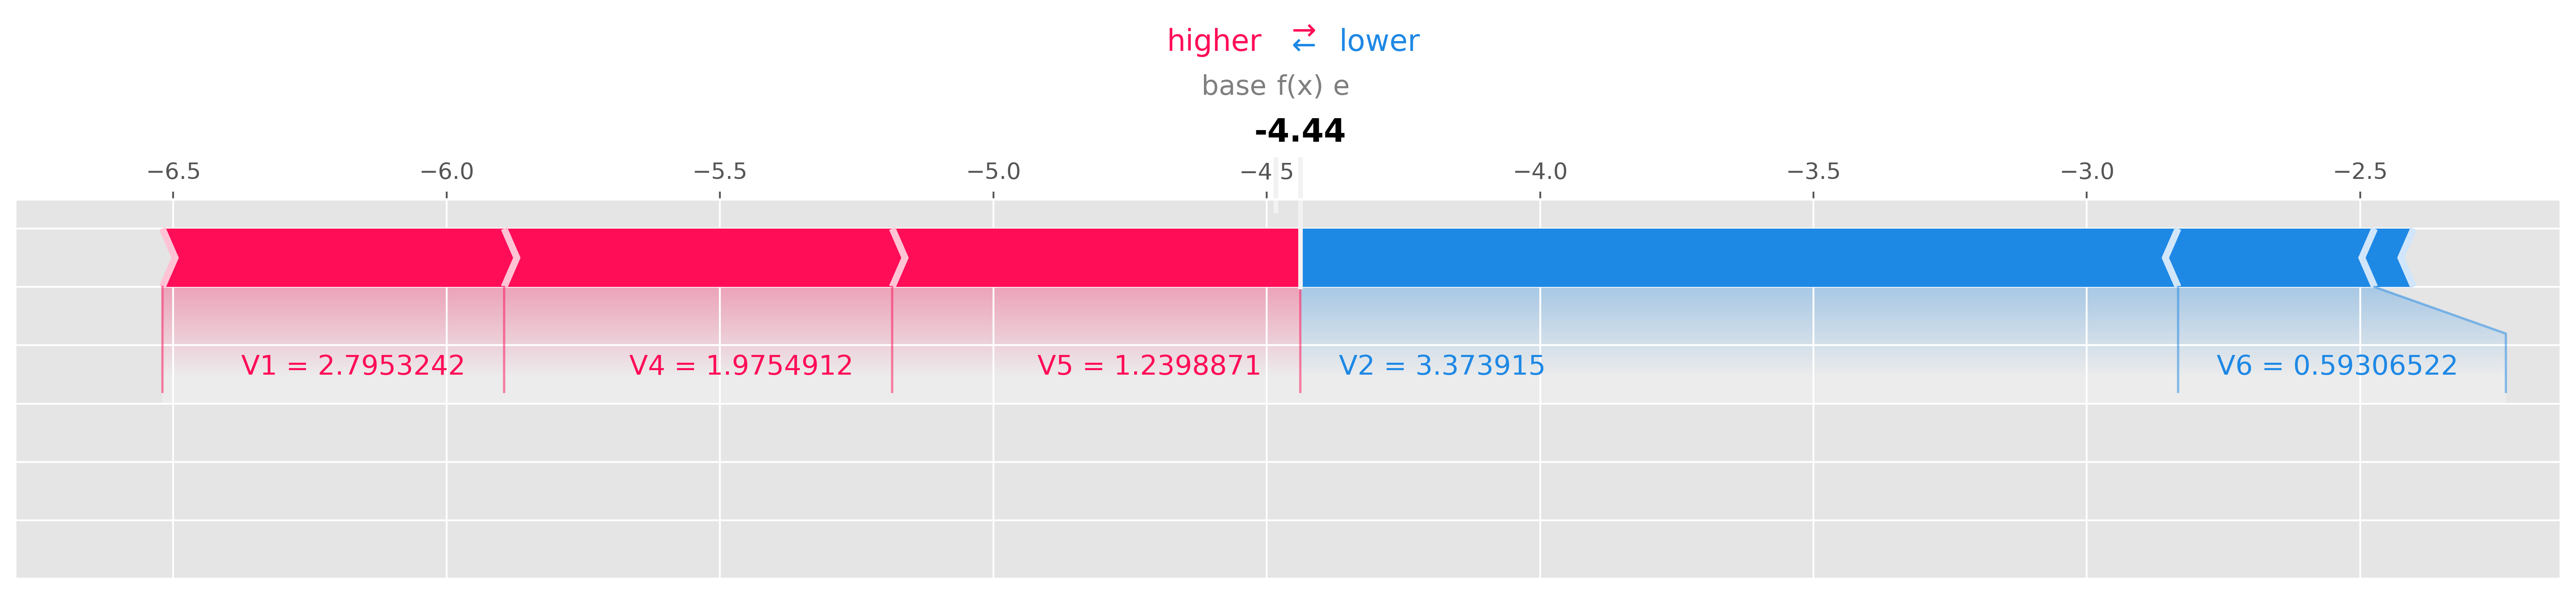 higher ⇄ lower
base f(x) e
-4.44
−6.5 −6.0 −5.5 −5.0 −4.5 −4.0 −3.5 −3.0 −2.5
V1 = 2.7953242 V4 = 1.9754912 V5 = 1.2398871 V2 = 3.373915 V6 = 0.59306522